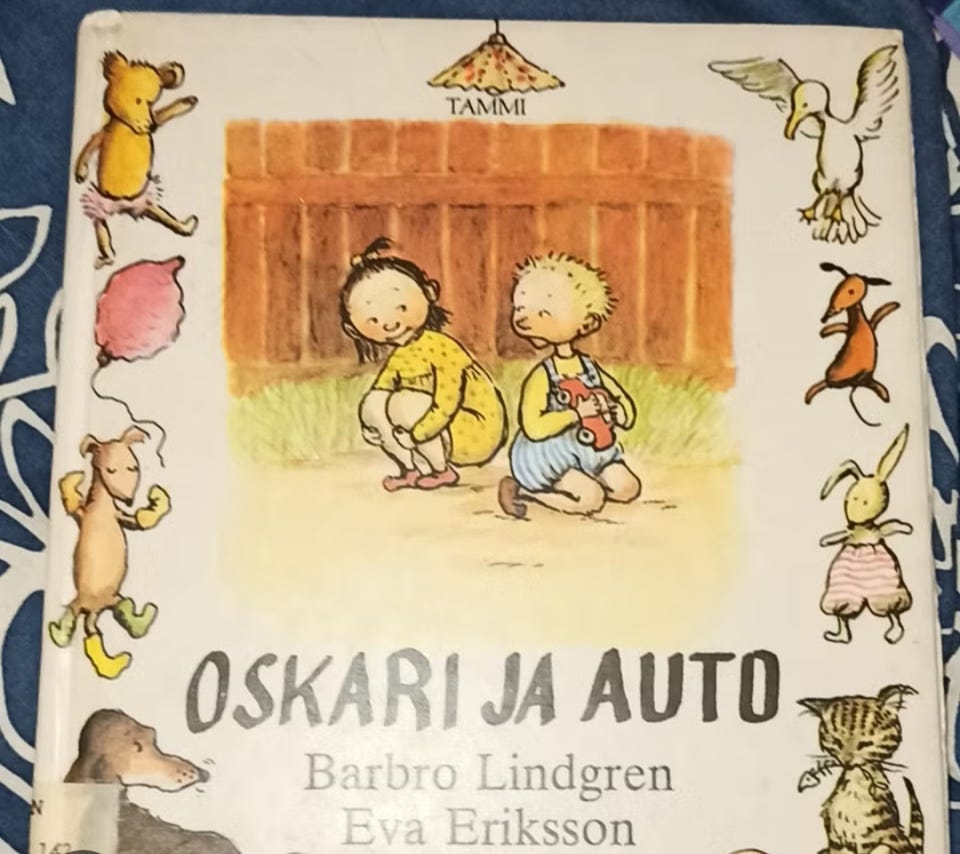 TAMMI
OSKARI JA AUTO
Barbro Lindgren
Eva Eriksson
N